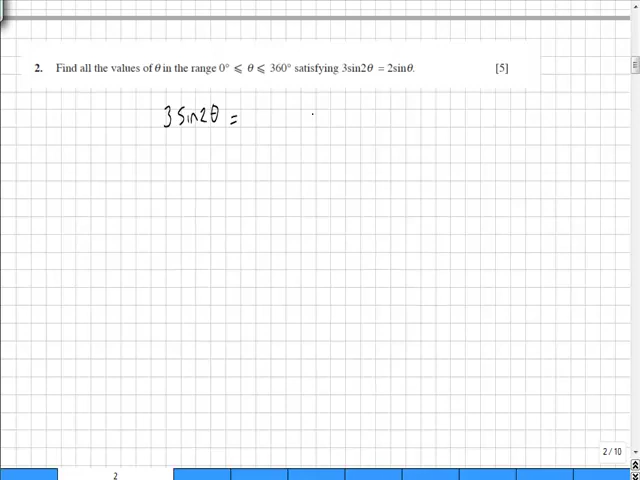 2. Find all the values of θ in the range 0° ⩽ θ ⩽ 360° satisfying 3sin2θ = 2sinθ. [5]
3 sin2θ =
2 / 10
2